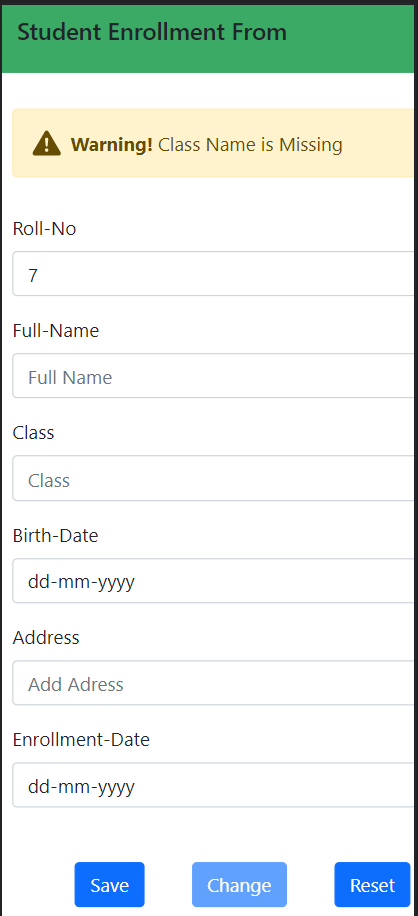 Student Enrollment From
Warning! Class Name is Missing
Roll-No
7
Full-Name
Full Name
Class
Class
Birth-Date
dd-mm-yyyy
Address
Add Adress
Enrollment-Date
dd-mm-yyyy
Save Change Reset